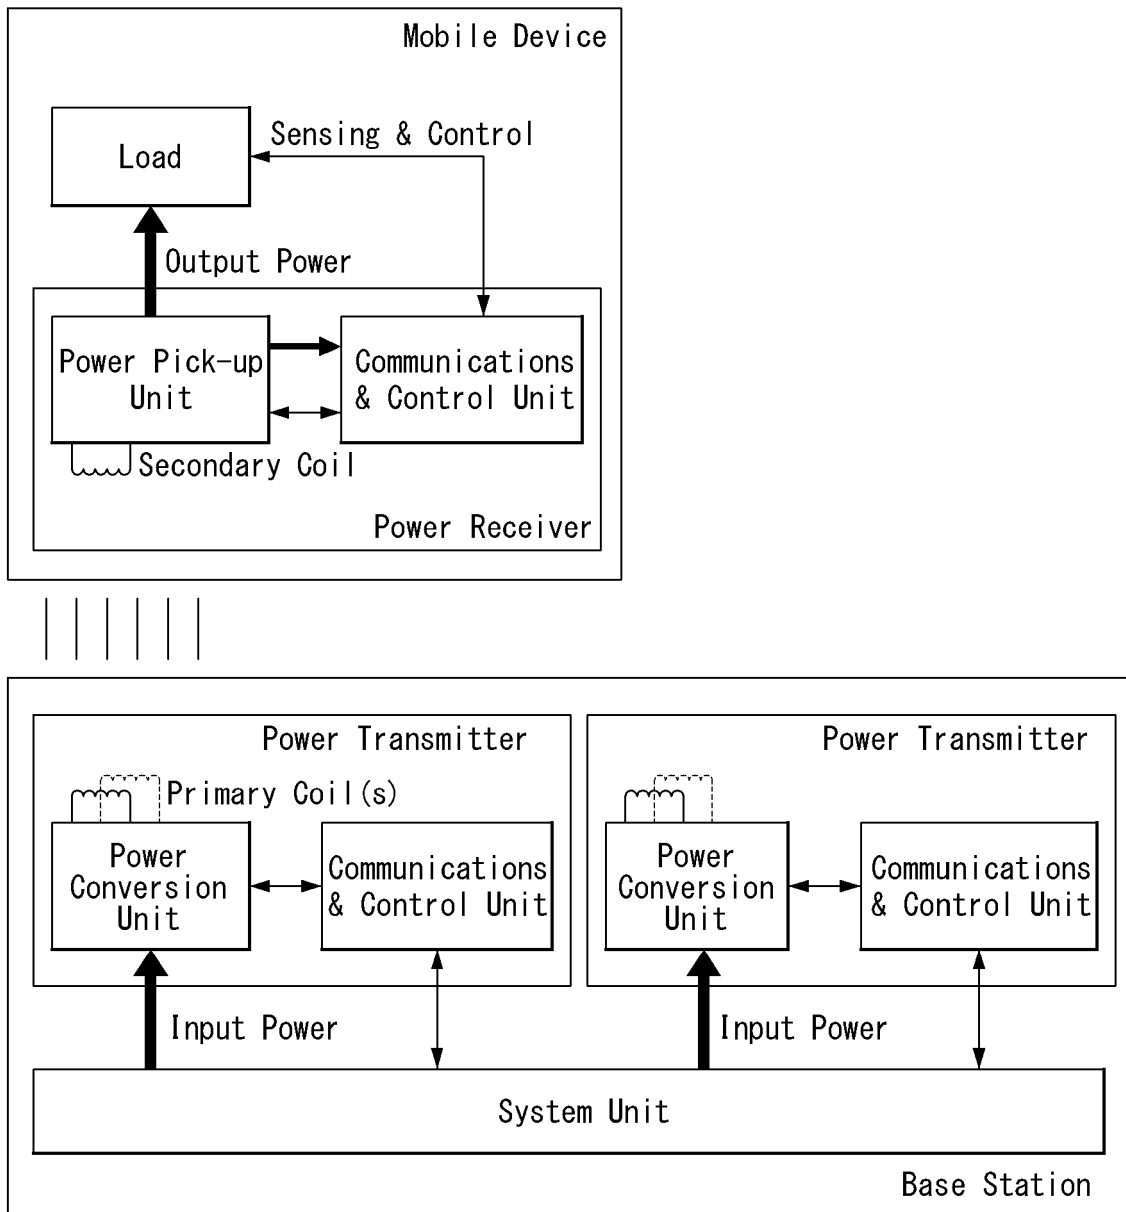 Mobile Device
Sensing & Control
Load
Output Power
Power Pick-up
Unit
Communications
& Control Unit
Secondary Coil
Power Receiver
Power Transmitter
Primary Coil(s)
Power
Conversion
Unit
Communications
& Control Unit
Input Power
Power Transmitter
Power
Conversion
Unit
Communications
& Control Unit
Input Power
System Unit
Base Station